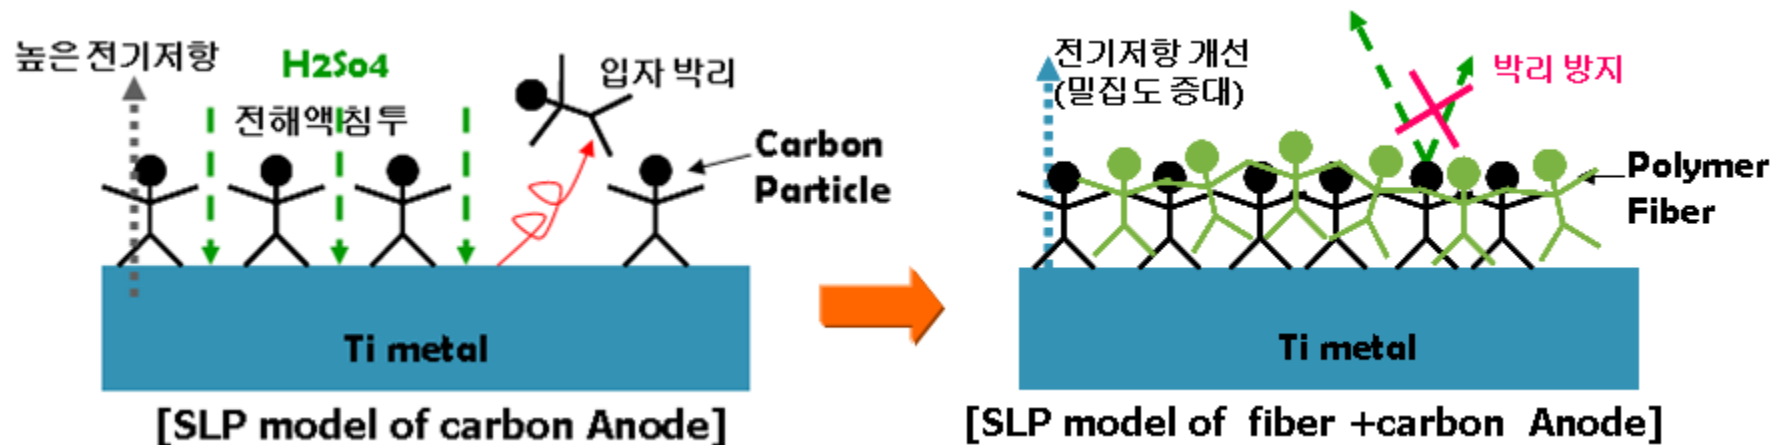 높은 전기저항
H2So4
전해액 침투
입자 박리
Carbon
Particle
Ti metal
[SLP model of carbon Anode]
전기저항 개선
(밀집도 증대)
박리 방지
Polymer
Fiber
Ti metal
[SLP model of fiber +carbon Anode]